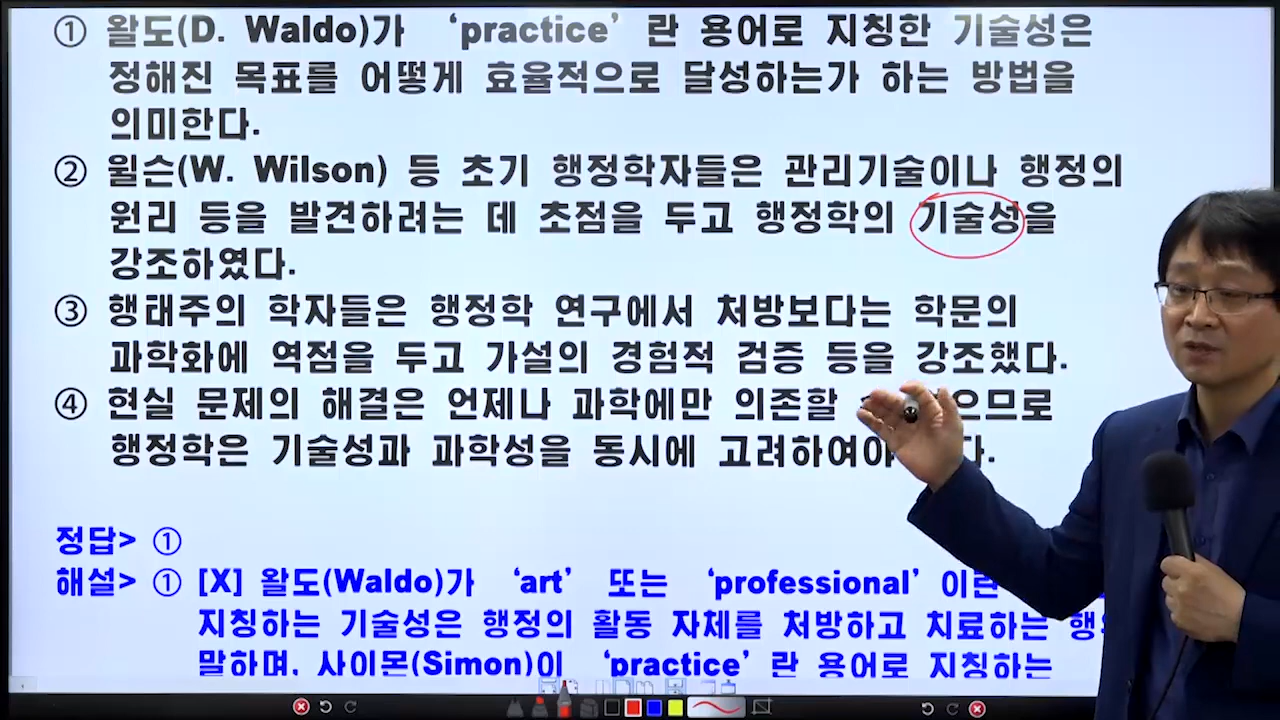 ① 왈도(D. Waldo)가 ‘practice’란 용어로 지칭한 기술성은
정해진 목표를 어떻게 효율적으로 달성하는가 하는 방법을
의미한다.
② 윌슨(W. Wilson) 등 초기 행정학자들은 관리기술이나 행정의
원리 등을 발견하려는 데 초점을 두고 행정학의 기술성을
강조하였다.
③ 행태주의 학자들은 행정학 연구에서 처방보다는 학문의
과학화에 역점을 두고 가설의 경험적 검증 등을 강조했다.
④ 현실 문제의 해결은 언제나 과학에만 의존할 으므로
행정학은 기술성과 과학성을 동시에 고려하여야 다.
정답> ①
해설> ① [X] 왈도(Waldo)가 ‘art’ 또는 ‘professional’이란
지칭하는 기술성은 행정의 활동 자체를 처방하고 치료하는
말하며, 사이몬(Simon)이 ‘practice’란 용어로 지칭하는